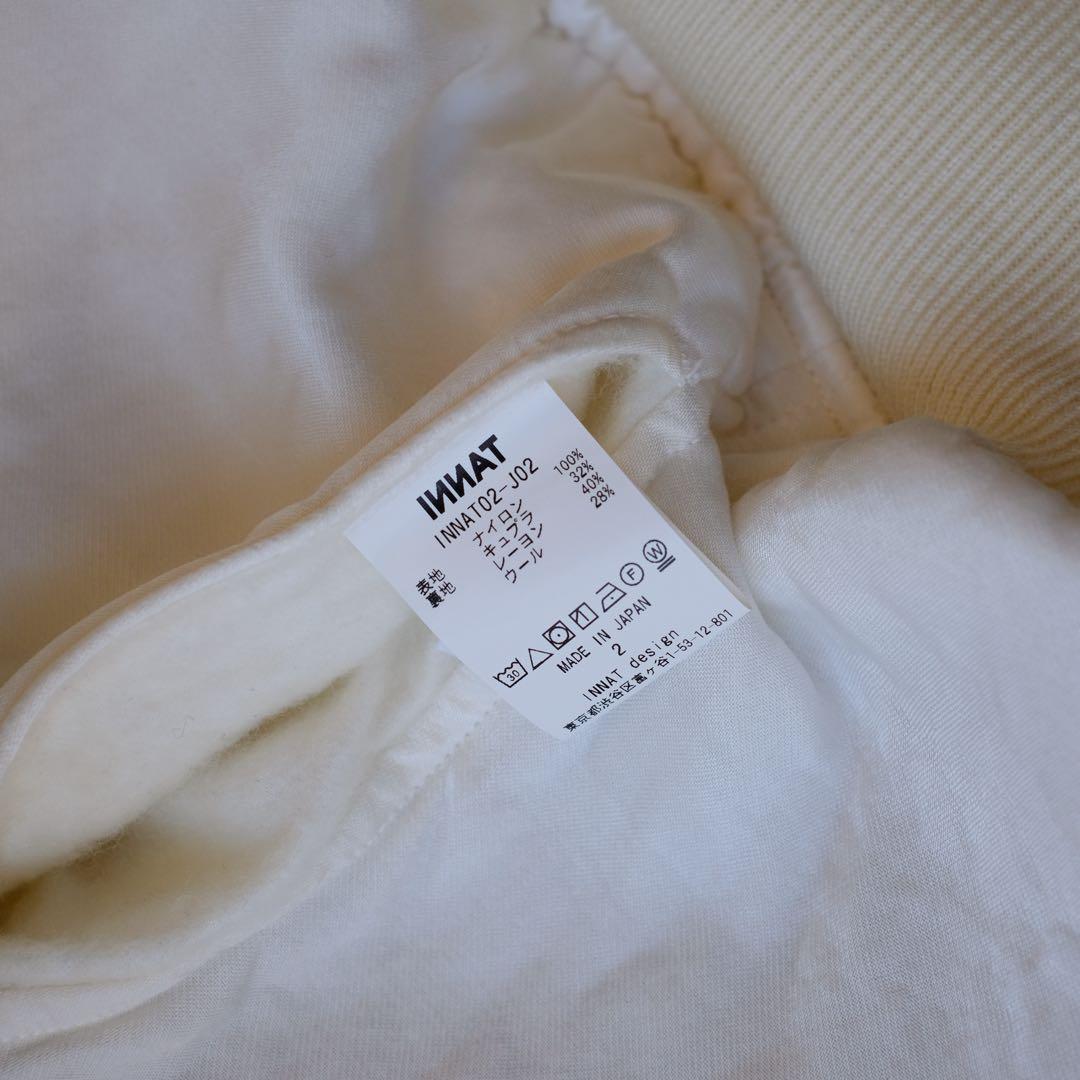 INNAT
INNAT02-J02
表地 ナイロン 100%
裏地 キュプラ 32%
レーヨン 40%
ウール 28%
30 F W
MADE IN JAPAN
2
INNAT design
東京都渋谷区富ヶ谷1-53-12-801